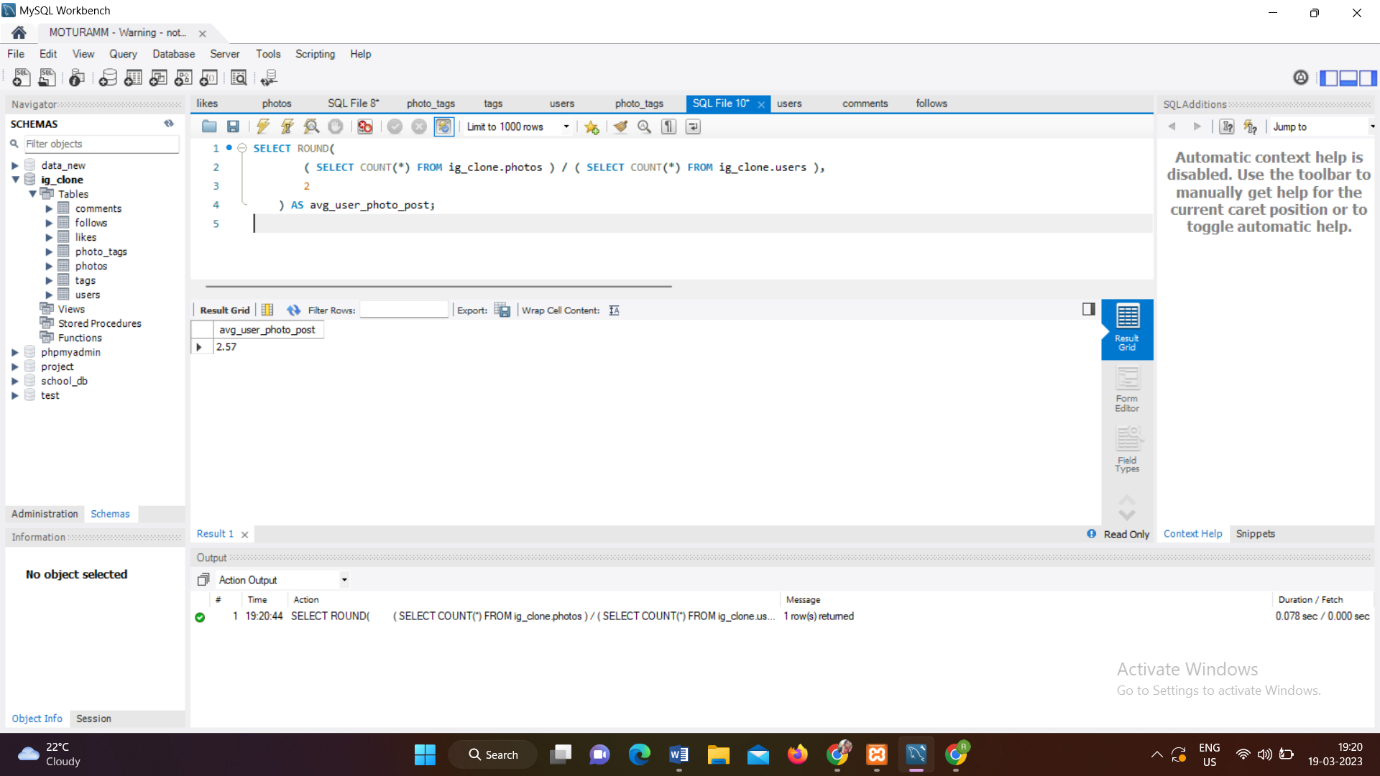 MySQL Workbench
MOTURAMM - Warning - not...
File Edit View Query Database Server Tools Scripting Help
Navigator
SCHEMAS
Filter objects
data_new
ig_clone
Tables
comments
follows
likes
photo_tags
photos
tags
users
Views
Stored Procedures
Functions
phpmyadmin
project
school_db
test
Administration Schemas
Information
No object selected
Object Info Session
likes photos SQL File 8* photo_tags tags users photo_tags SQL File 10* users comments follows
Limit to 1000 rows
1 SELECT ROUND(
2 ( SELECT COUNT(*) FROM ig_clone.photos ) / ( SELECT COUNT(*) FROM ig_clone.users ),
3 2
4 ) AS avg_user_photo_post;
5
Result Grid Filter Rows: Export: Wrap Cell Content:
avg_user_photo_post
2.57
Result Grid
Form Editor
Field Types
Result 1
Read Only
SQLAdditions
Jump to
Automatic context help is
disabled. Use the toolbar to
manually get help for the
current caret position or to
toggle automatic help.
Context Help Snippets
Output
Action Output
# Time Action Message Duration / Fetch
1 19:20:44 SELECT ROUND( ( SELECT COUNT(*) FROM ig_clone.photos ) / ( SELECT COUNT(*) FROM ig_clone.us... 1 row(s) returned 0.078 sec / 0.000 sec
Activate Windows
Go to Settings to activate Windows.
22°C
Cloudy
Search
ENG
US
19:20
19-03-2023